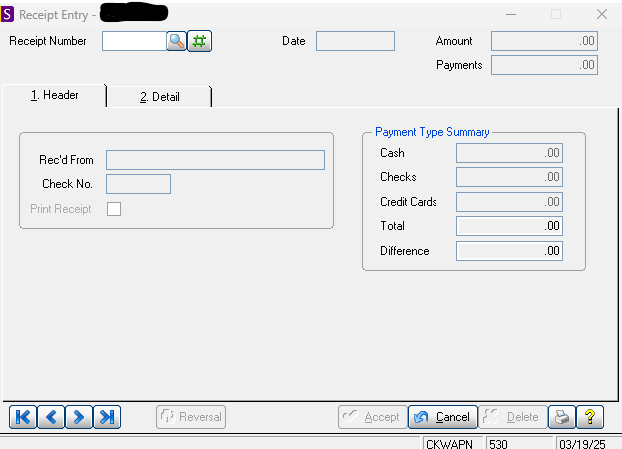 S Receipt Entry -
Receipt Number Date Amount .00
Payments .00
1. Header 2. Detail
Payment Type Summary
Rec'd From Cash .00
Check No. Checks .00
Print Receipt Credit Cards .00
Total .00
Difference .00
Reversal Accept Cancel Delete ?
CKWAPN 530 03/19/25